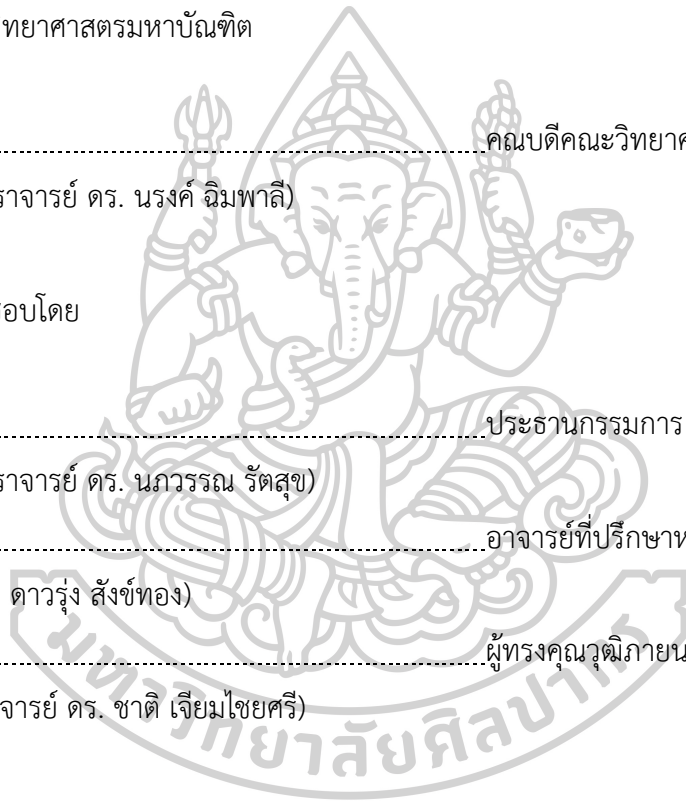 ทยาศาสตรมหาบัณฑิต
คณบดีคณะวิทยาศ
ราจารย์ ดร. นรงค์ ฉิมพาลี)
อบโดย
ประธานกรรมการ
ราจารย์ ดร. นภวรรณ รัตสุข)
อาจารย์ที่ปรึกษาห
ดาวรุ่ง สังข์ทอง)
ผู้ทรงคุณวุฒิภายน
จารย์ ดร. ชาติ เจียมไชยศรี)
มหาวิทยาลัยศิลปากร